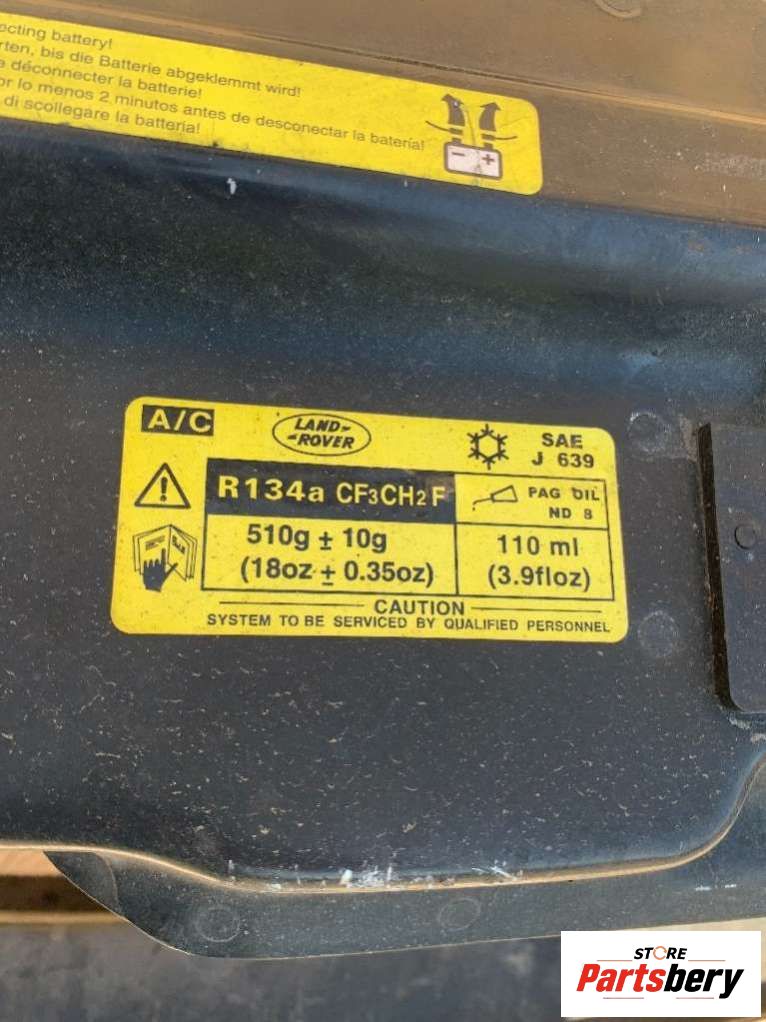 ecting battery!
rten, bis die Batterie abgeklemmt wird!
e déconnecter la batterie!
or lo menos 2 minutos antes de desconectar la batería!
di scollegare la batteria!
- +
A/C
LAND-
-ROVER
SAE
J 639
R134a CF3CH2F
PAG OIL
ND 8
510g ± 10g
(18oz ± 0.35oz)
110 ml
(3.9floz)
CAUTION
SYSTEM TO BE SERVICED BY QUALIFIED PERSONNEL
STORE
Partsbery